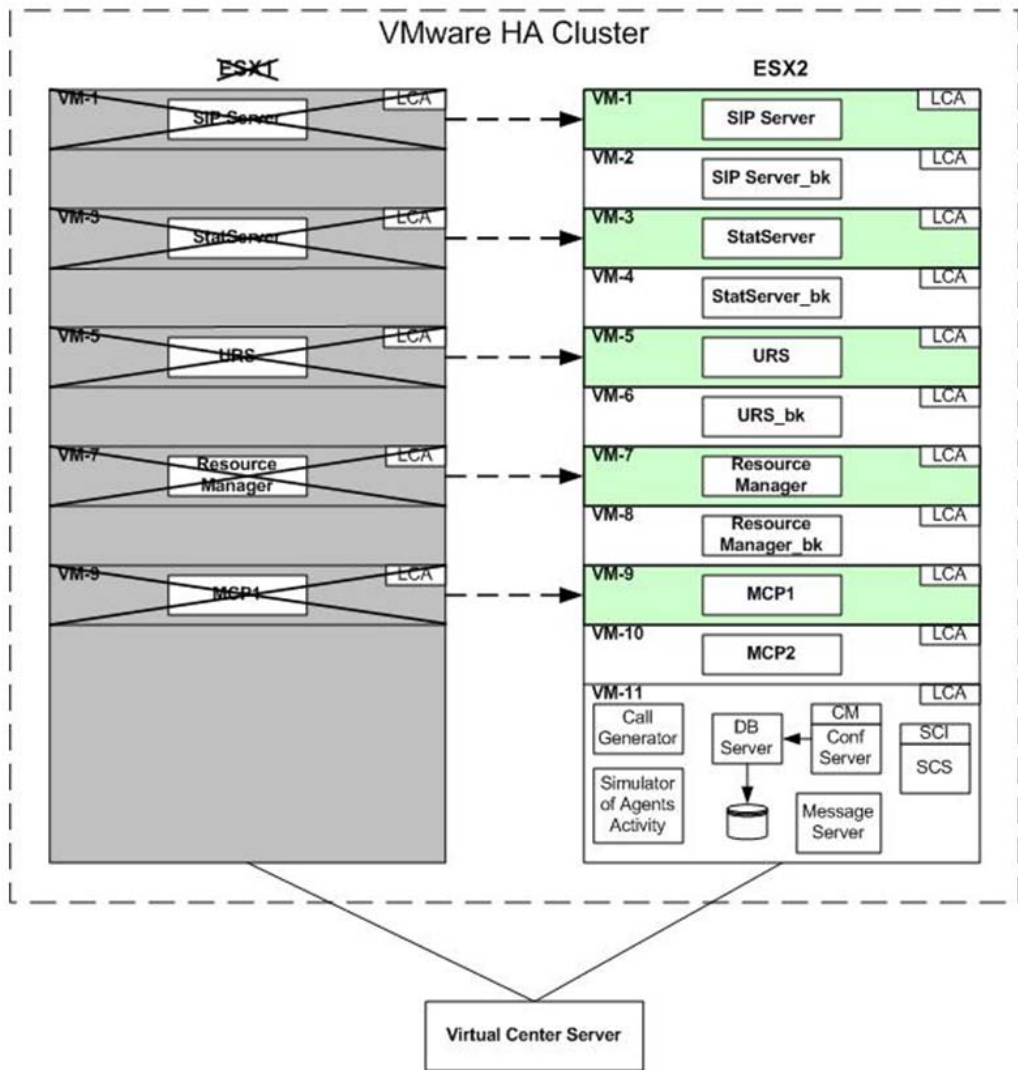 VMware HA Cluster
ESX1
VM-1
LCA
SIP Server
VM-3
LCA
StatServer
VM-5
LCA
URS
VM-7
LCA
Resource
Manager
VM-9
LCA
MCP1
ESX2
VM-1
LCA
SIP Server
VM-2
LCA
SIP Server_bk
VM-3
LCA
StatServer
VM-4
LCA
StatServer_bk
VM-5
LCA
URS
VM-6
LCA
URS_bk
VM-7
LCA
Resource
Manager
VM-8
LCA
Resource
Manager_bk
VM-9
LCA
MCP1
VM-10
LCA
MCP2
VM-11
LCA
Call
Generator
DB
Server
CM
Conf
Server
SCI
SCS
Simulator
of Agents
Activity
Message
Server
Virtual Center Server